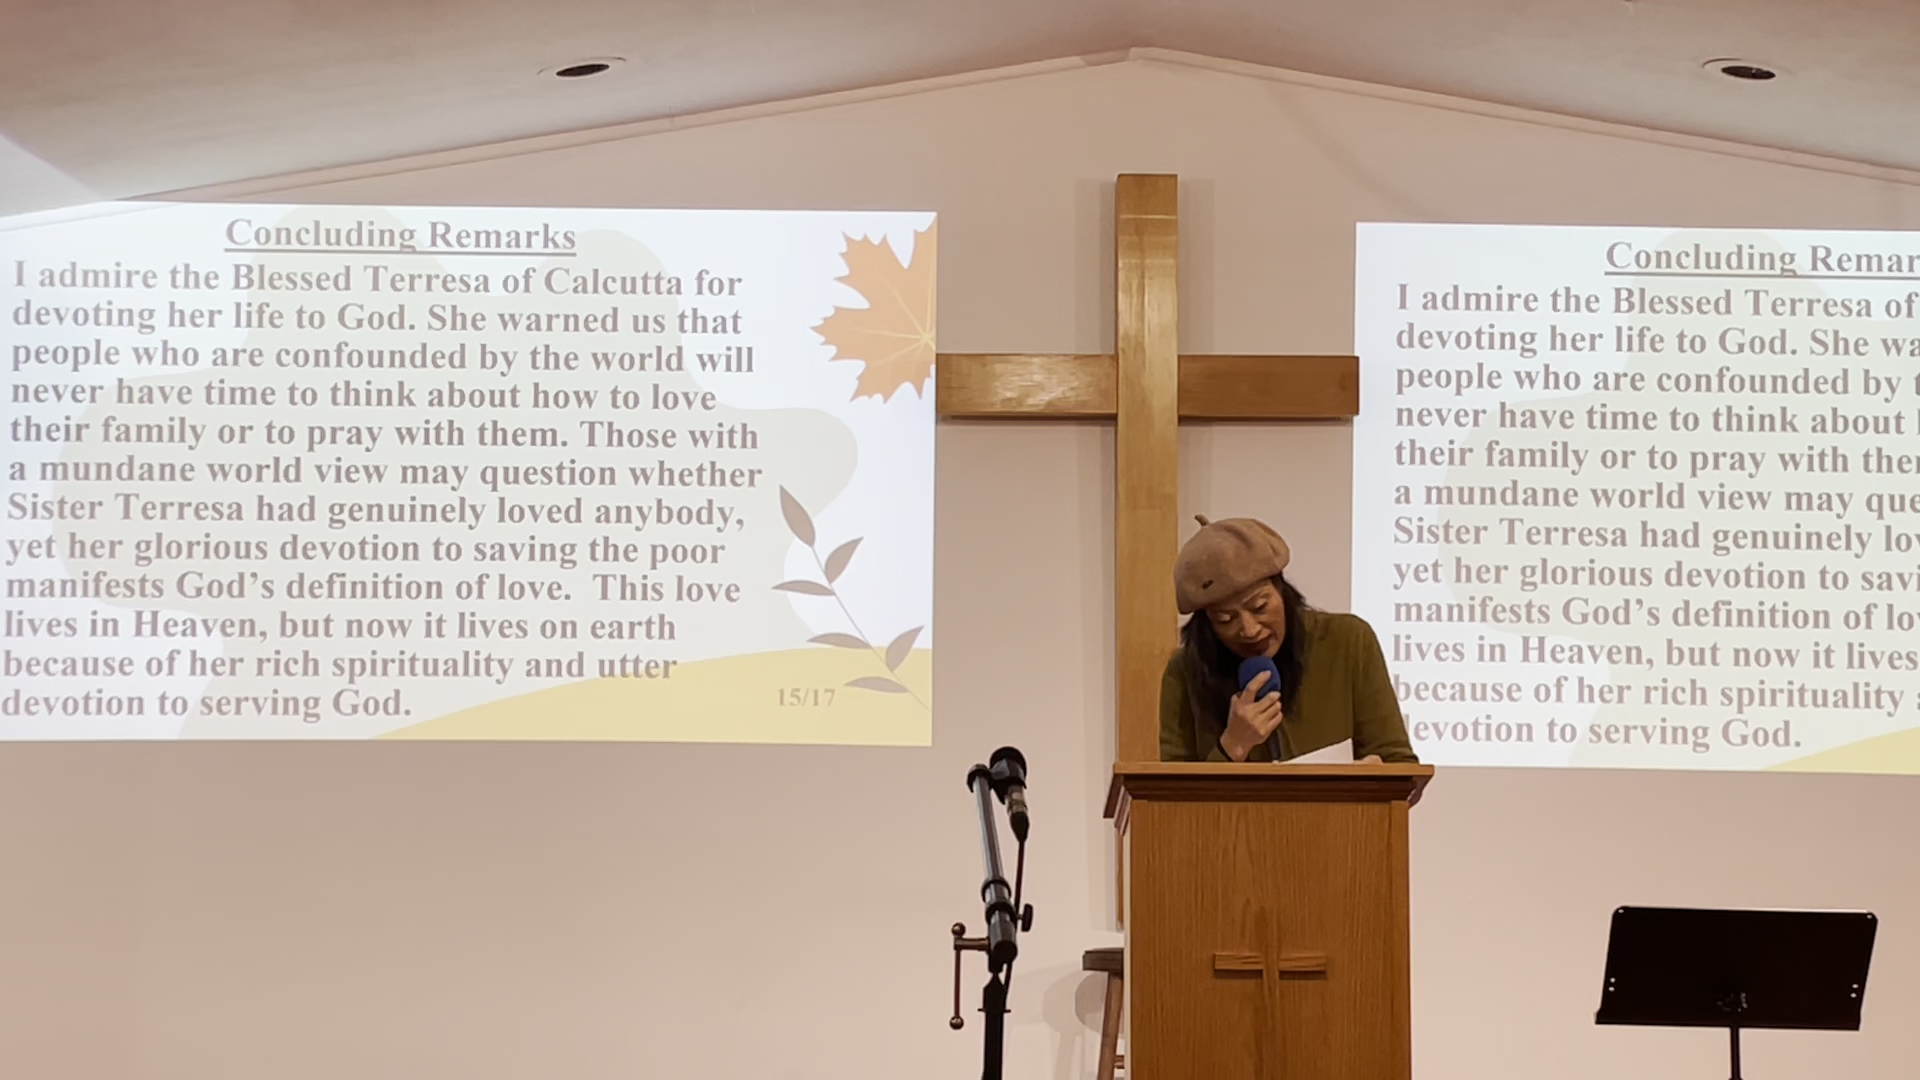 Concluding Remarks
I admire the Blessed Terresa of Calcutta for
devoting her life to God. She warned us that
people who are confounded by the world will
never have time to think about how to love
their family or to pray with them. Those with
a mundane world view may question whether
Sister Terresa had genuinely loved anybody,
yet her glorious devotion to saving the poor
manifests God's definition of love.  This love
lives in Heaven, but now it lives on earth
because of her rich spirituality and utter
devotion to serving God.
15/17
Concluding Remar
I admire the Blessed Terresa of
devoting her life to God. She wa
people who are confounded by
never have time to think about
their family or to pray with
a mundane world view may que
Sister Terresa had genuinely lov
yet her glorious devotion to savi
manifests God's definition of lov
lives in Heaven, but now it lives
because of her rich spirituality
evotion to serving God.